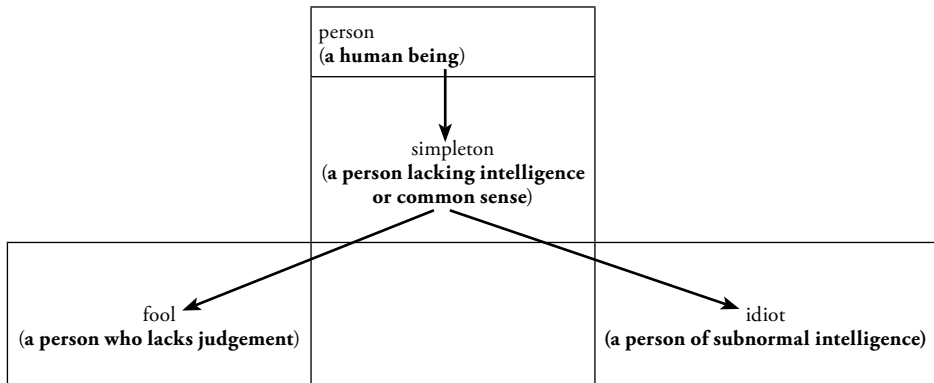 person
(a human being)
simpleton
(a person lacking intelligence
or common sense)
fool
(a person who lacks judgement)
idiot
(a person of subnormal intelligence)